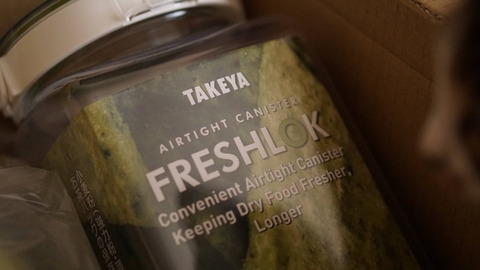 TAKEYA
AIRTIGHT CANISTER
FRESHLOK
Convenient Airtight Canister
Keeping Dry Food Fresher,
Longer